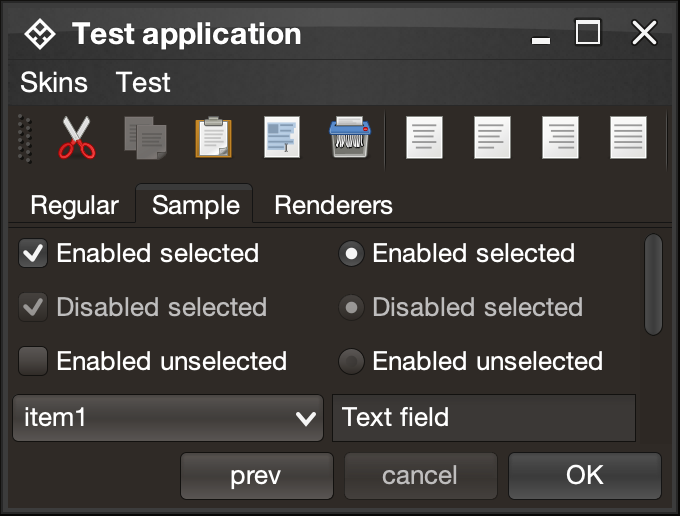 Test application
Skins Test
Regular Sample Renderers
Enabled selected Enabled selected
Disabled selected Disabled selected
Enabled unselected Enabled unselected
item1 Text field
prev cancel OK